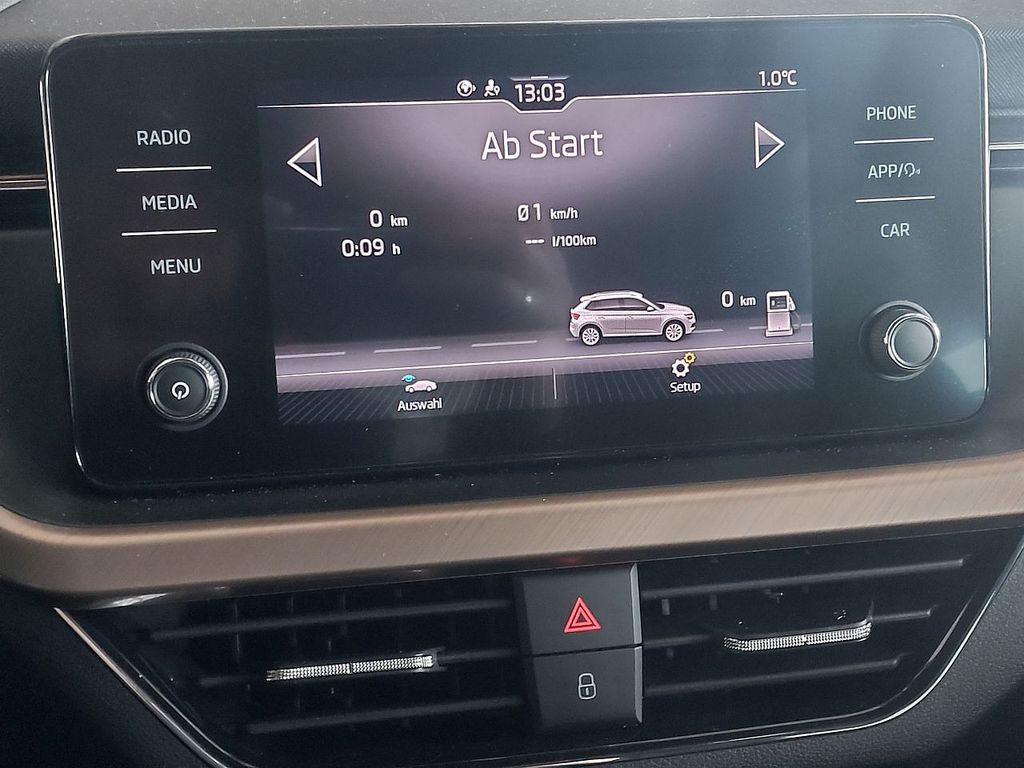 13:03
1.0°C
RADIO
MEDIA
MENU
Ab Start
0 km
0:09 h
01 km/h
--- l/100km
0 km
Auswahl
Setup
PHONE
APP/
CAR